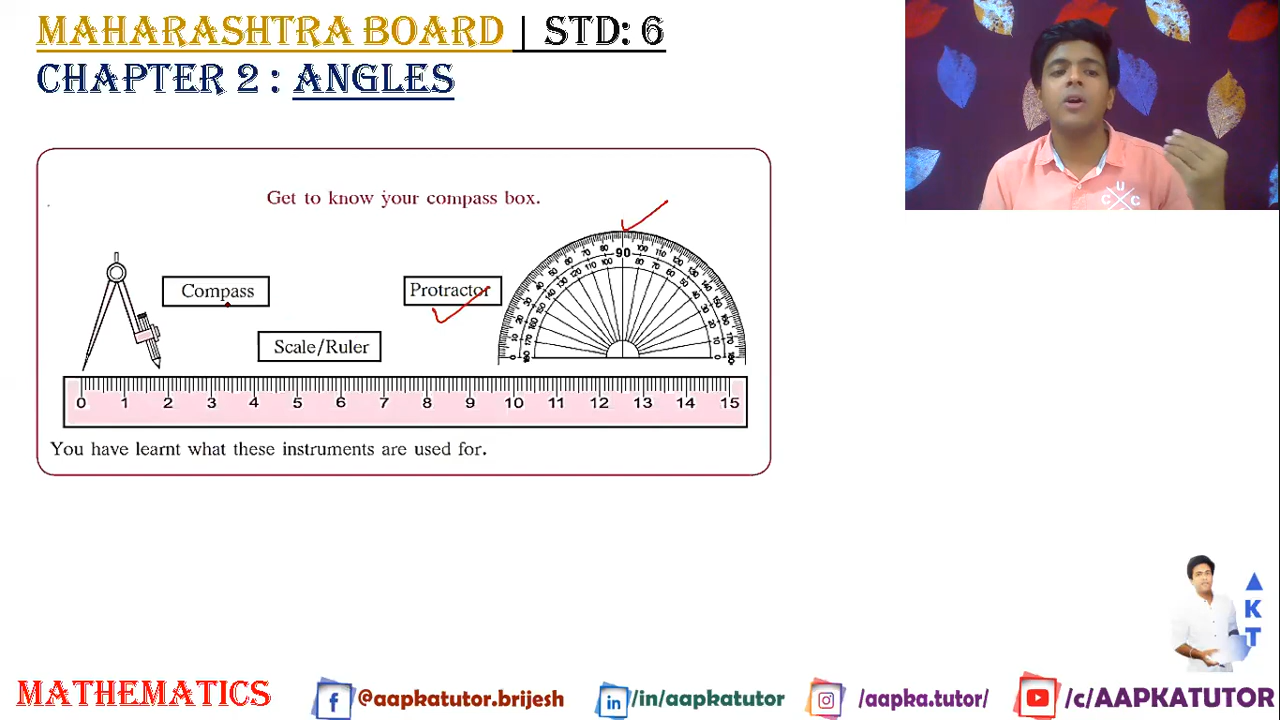 MAHARASHTRA BOARD | STD: 6
CHAPTER 2 : ANGLES
Get to know your compass box.
Compass
Protractor
Scale/Ruler
90
0 1 2 3 4 5 6 7 8 9 10 11 12 13 14 15
You have learnt what these instruments are used for.
U
C C
AKT
MATHEMATICS
@aapkatutor.brijesh
/in/aapkatutor
/aapka.tutor/
/c/AAPKATUTOR